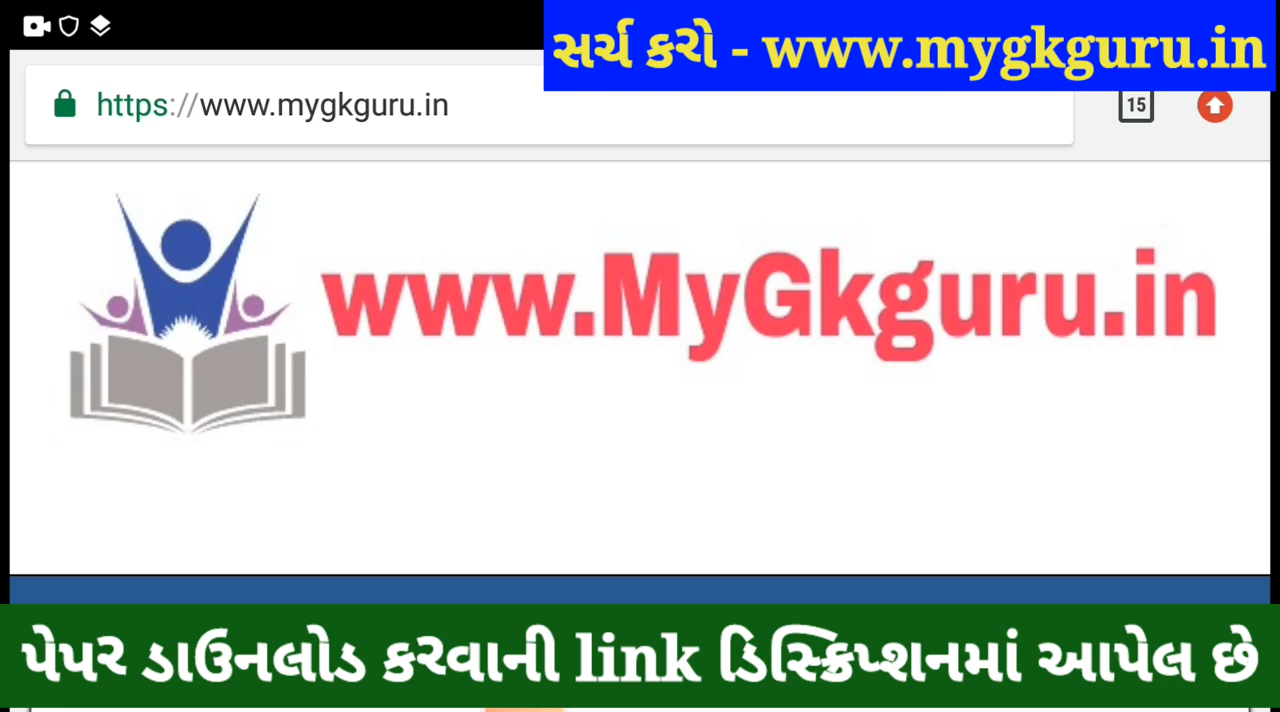 સર્ચ કરો - www.mygkguru.in
https://www.mygkguru.in
15
www.MyGkguru.in
પેપર ડાઉનલોડ કરવાની link ડિસ્ક્રિપ્શનમાં આપેલ છે